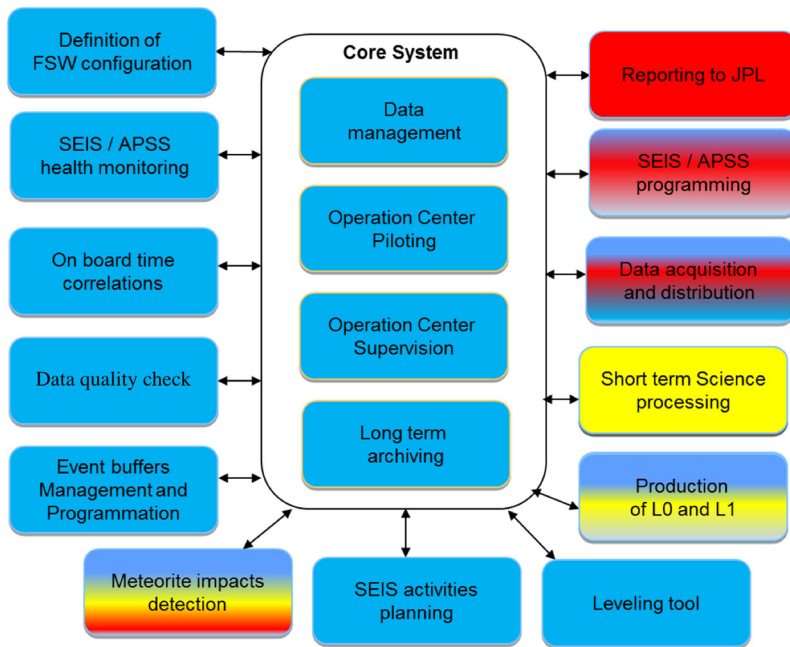 Core System
Data
management
Operation Center
Piloting
Operation Center
Supervision
Long term
archiving
Definition of
FSW configuration
SEIS / APSS
health monitoring
On board time
correlations
Data quality check
Event buffers
Management and
Programmation
Meteorite impacts
detection
SEIS activities
planning
Leveling tool
Reporting to JPL
SEIS / APSS
programming
Data acquisition
and distribution
Short term Science
processing
Production
of L0 and L1